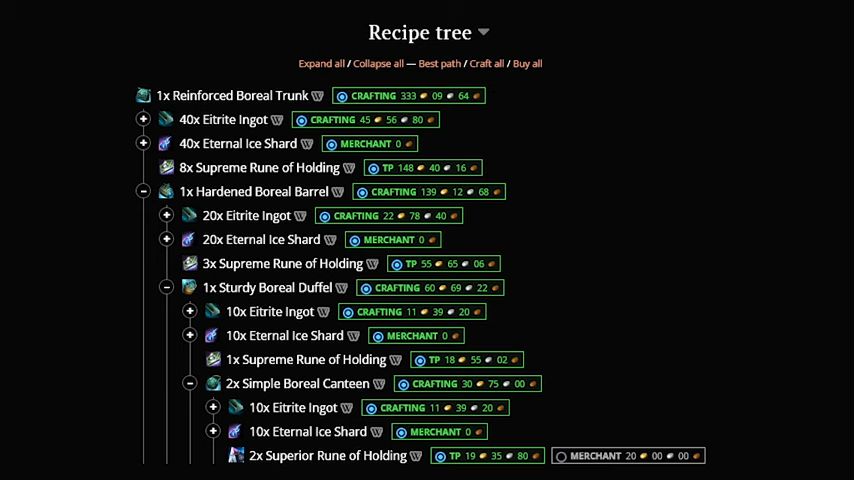 Recipe tree
Expand all / Collapse all — Best path / Craft all / Buy all
1x Reinforced Boreal Trunk CRAFTING 333 09 64
40x Eitrite Ingot CRAFTING 45 56 80
40x Eternal Ice Shard MERCHANT 0
8x Supreme Rune of Holding TP 148 40 16
1x Hardened Boreal Barrel CRAFTING 139 12 68
20x Eitrite Ingot CRAFTING 22 78 40
20x Eternal Ice Shard MERCHANT 0
3x Supreme Rune of Holding TP 55 65 06
1x Sturdy Boreal Duffel CRAFTING 60 69 22
10x Eitrite Ingot CRAFTING 11 39 20
10x Eternal Ice Shard MERCHANT 0
1x Supreme Rune of Holding TP 18 55 02
2x Simple Boreal Canteen CRAFTING 30 75 00
10x Eitrite Ingot CRAFTING 11 39 20
10x Eternal Ice Shard MERCHANT 0
2x Superior Rune of Holding TP 19 35 80 MERCHANT 20 00 00